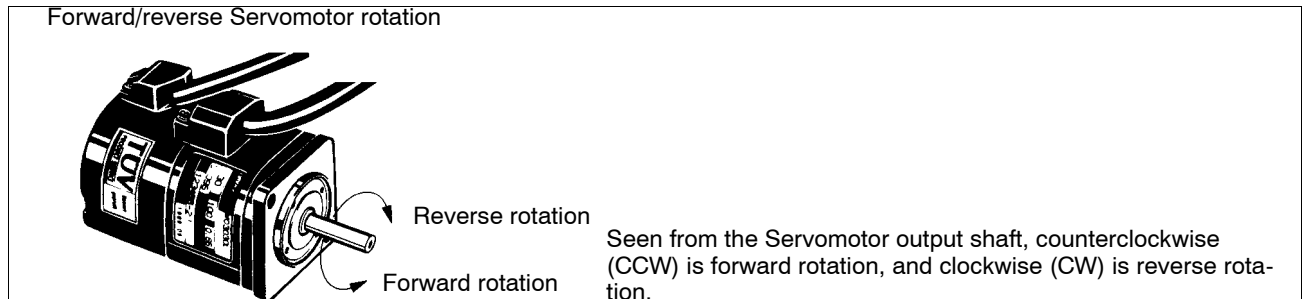 Forward/reverse Servomotor rotation
TÜV
Reverse rotation
Forward rotation
Seen from the Servomotor output shaft, counterclockwise
(CCW) is forward rotation, and clockwise (CW) is reverse rota-
tion.